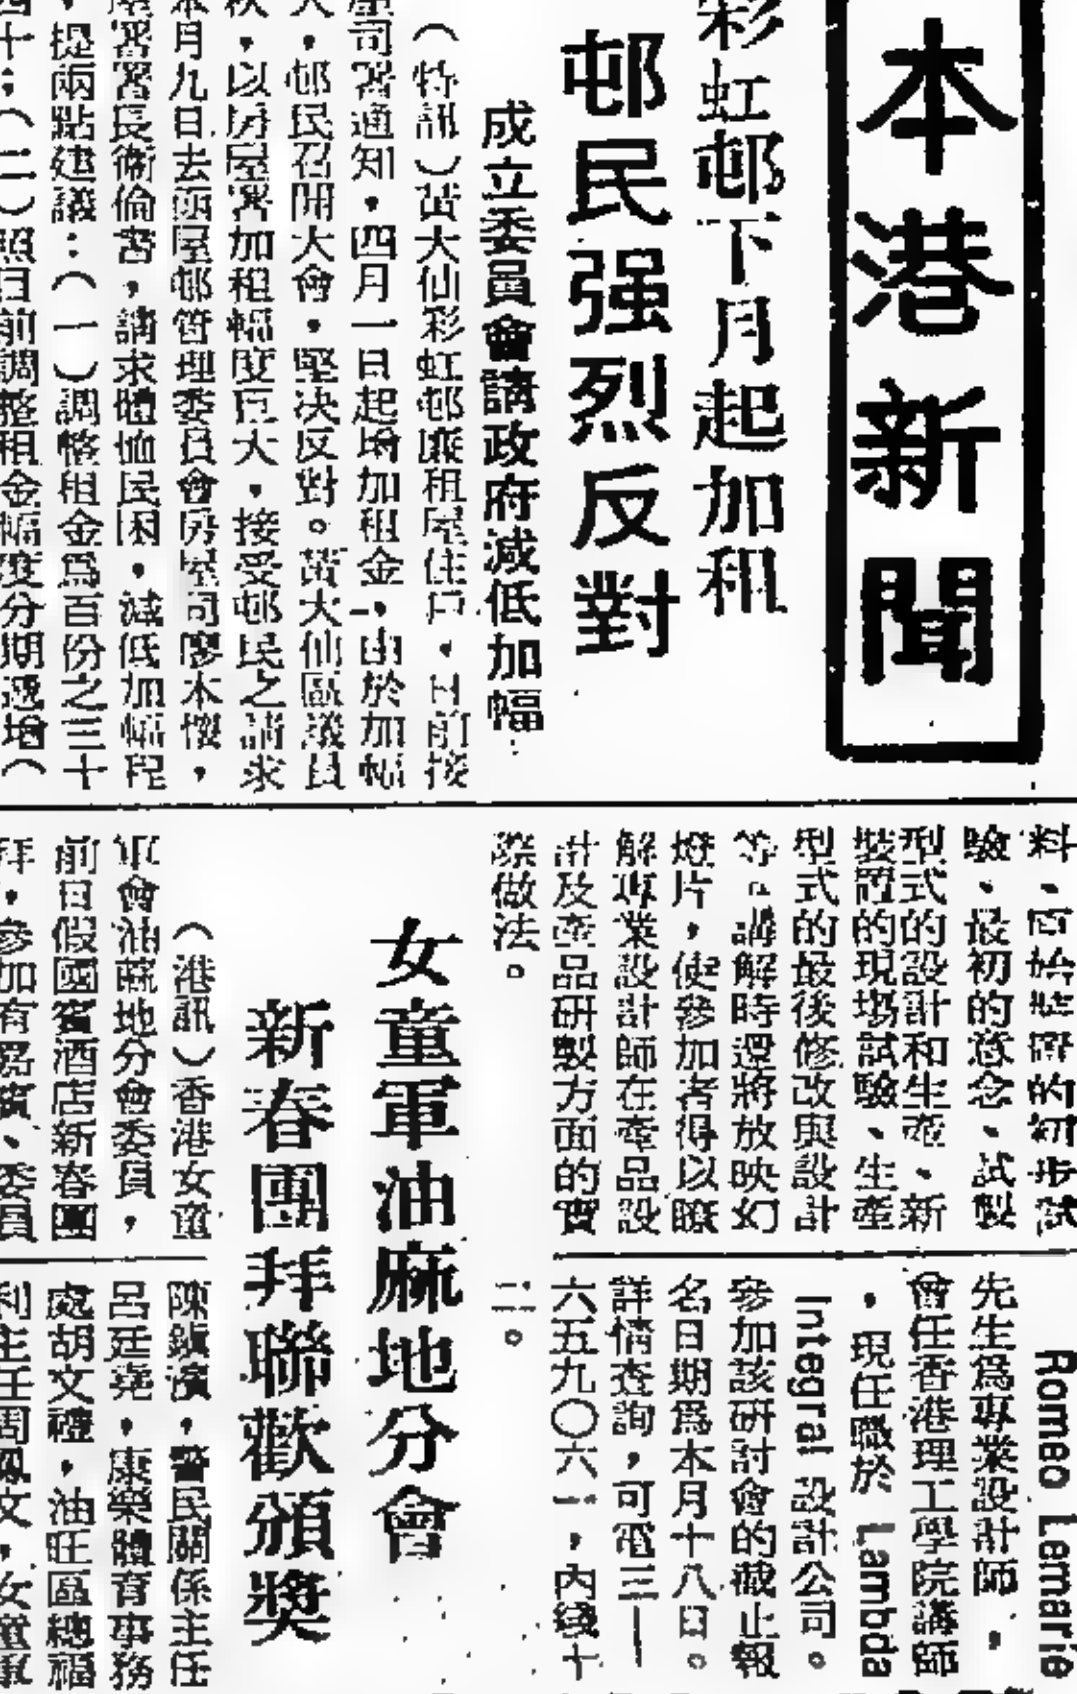 本港新聞
彩虹邨下月起加租
邨民强烈反對
成立委員會請政府減低加幅
（特訊）黃大仙彩虹邨廉租屋住戶，日前接
司署通知，四月一日起增加租金，由於加幅
大，邨民召開大會，堅决反對。黃大仙區議員
秋，以房屋署加租幅度巨大，接受邨民之請求
本月九日去函屋邨管理委員會房屋司廖本懷，
署署長衞倫書，請求體恤民困，減低加幅程
，提兩點建議：（一）調整租金爲百份之三十
四十；（二）照目前調整租金幅度分期遞增（
料、原始裝置的初步試
驗、最初的意念、試製
型式的設計和生產、新
裝置的現場試驗、生產
型式的最後修改與設計
等。講解時還將放映幻
燈片，使參加者得以瞭
解專業設計師在產品設
計及產品研製方面的實
際做法。
Romeo Lemarie
先生爲專業設計師，
會任香港理工學院講師
，現任職於 Lambda
Integral 設計公司。
參加該研討會的截止報
名日期爲本月十八日。
詳情查詢，可電三—
六五九〇六一，內綫十
二。
女童軍油麻地分會
新春團拜聯歡頒獎
（港訊）香港女童
軍會油蔴地分會委員，
前日假國賓酒店新春團
拜，參加有嘉賓、委員
陳鎮濱，警民關係主任
呂廷堯，康樂體育事務
處胡文禮，油旺區總福
利主任周鳳文，女童軍